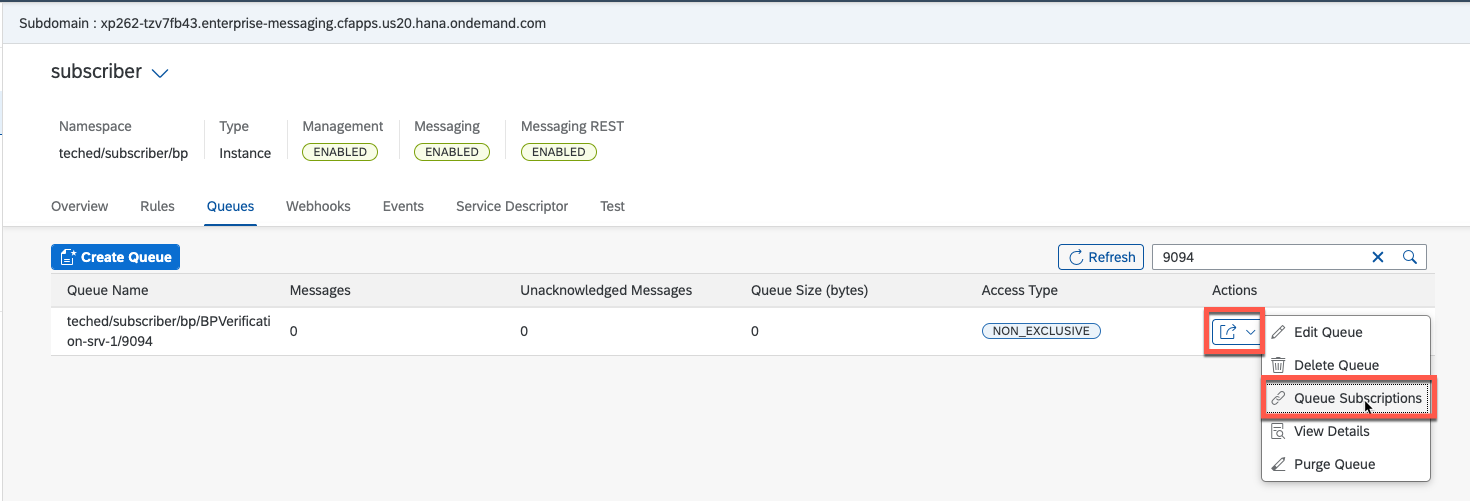 Subdomain : xp262-tzv7fb43.enterprise-messaging.cfapps.us20.hana.ondemand.com
subscriber
Namespace Type Management Messaging Messaging REST
teched/subscriber/bp Instance ENABLED ENABLED ENABLED
Overview Rules Queues Webhooks Events Service Descriptor Test
Create Queue Refresh 9094
Queue Name Messages Unacknowledged Messages Queue Size (bytes) Access Type Actions
teched/subscriber/bp/BPVerificati
on-srv-1/9094 0 0 0 NON_EXCLUSIVE
Edit Queue
Delete Queue
Queue Subscriptions
View Details
Purge Queue